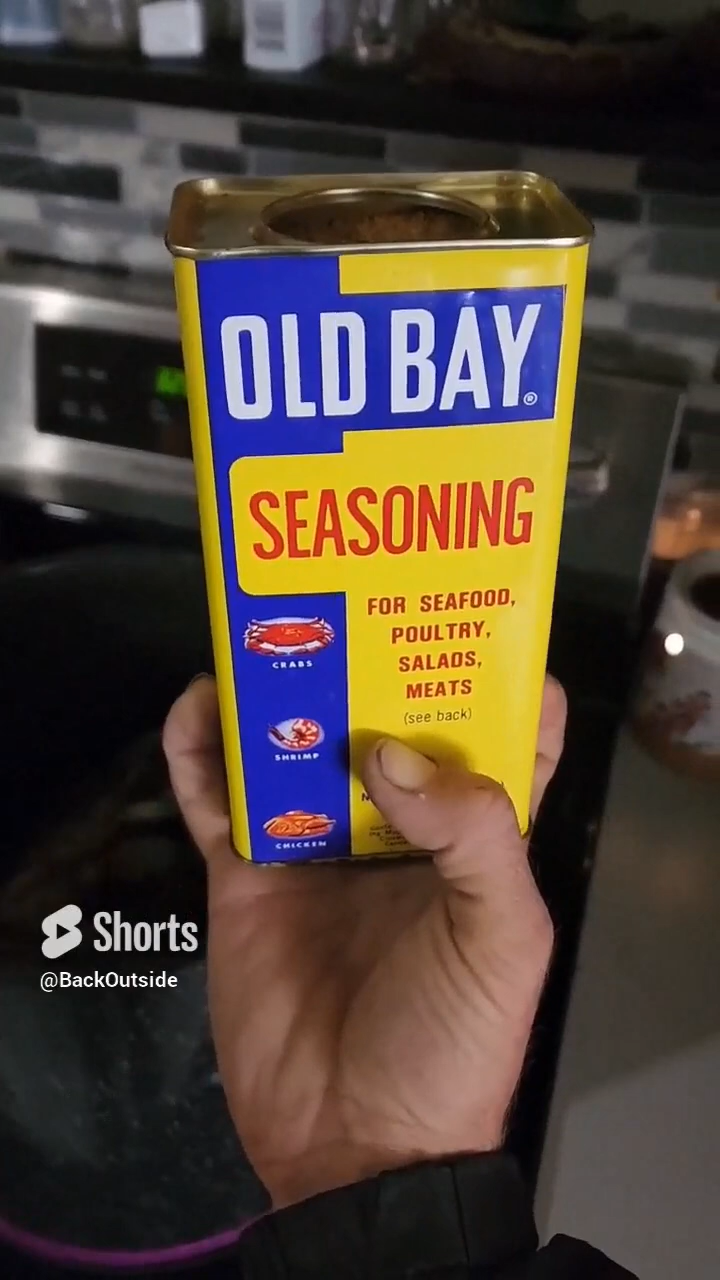 OLD BAY®
SEASONING
FOR SEAFOOD,
POULTRY,
SALADS,
MEATS
(see back)
CRABS
SHRIMP
CHICKEN
Shorts
@BackOutside